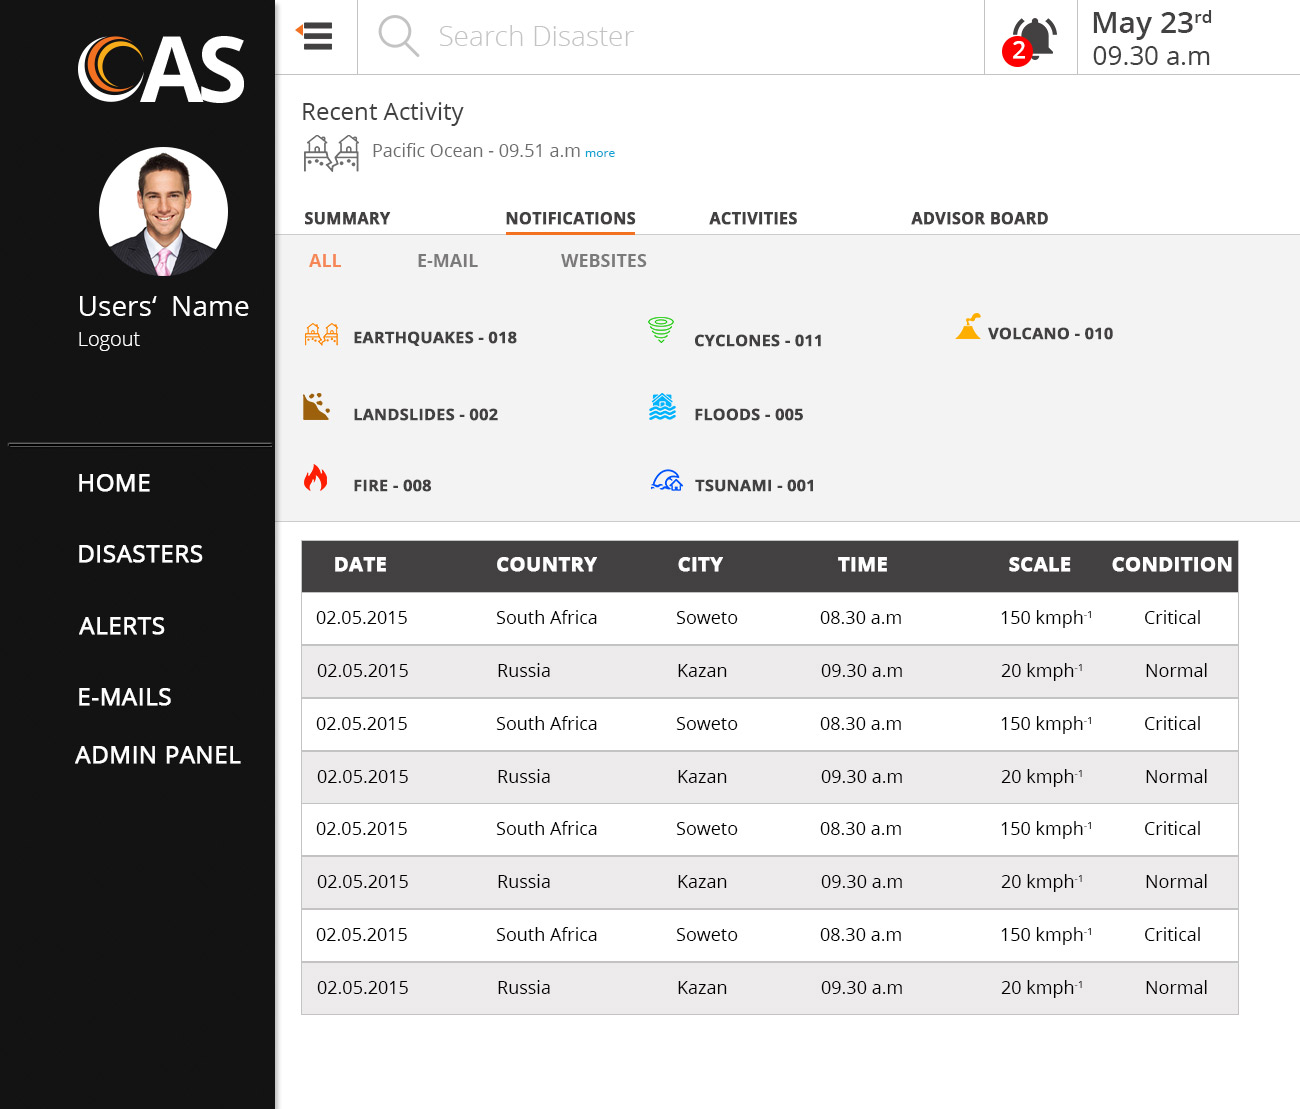 CAS
Users‘ Name
Logout
HOME
DISASTERS
ALERTS
E-MAILS
ADMIN PANEL
Search Disaster
2
May 23rd
09.30 a.m
Recent Activity
Pacific Ocean - 09.51 a.m more
SUMMARY NOTIFICATIONS ACTIVITIES ADVISOR BOARD
ALL E-MAIL WEBSITES
EARTHQUAKES - 018 CYCLONES - 011 VOLCANO - 010
LANDSLIDES - 002 FLOODS - 005
FIRE - 008 TSUNAMI - 001
DATE COUNTRY CITY TIME SCALE CONDITION
02.05.2015 South Africa Soweto 08.30 a.m 150 kmph-1 Critical
02.05.2015 Russia Kazan 09.30 a.m 20 kmph-1 Normal
02.05.2015 South Africa Soweto 08.30 a.m 150 kmph-1 Critical
02.05.2015 Russia Kazan 09.30 a.m 20 kmph-1 Normal
02.05.2015 South Africa Soweto 08.30 a.m 150 kmph-1 Critical
02.05.2015 Russia Kazan 09.30 a.m 20 kmph-1 Normal
02.05.2015 South Africa Soweto 08.30 a.m 150 kmph-1 Critical
02.05.2015 Russia Kazan 09.30 a.m 20 kmph-1 Normal